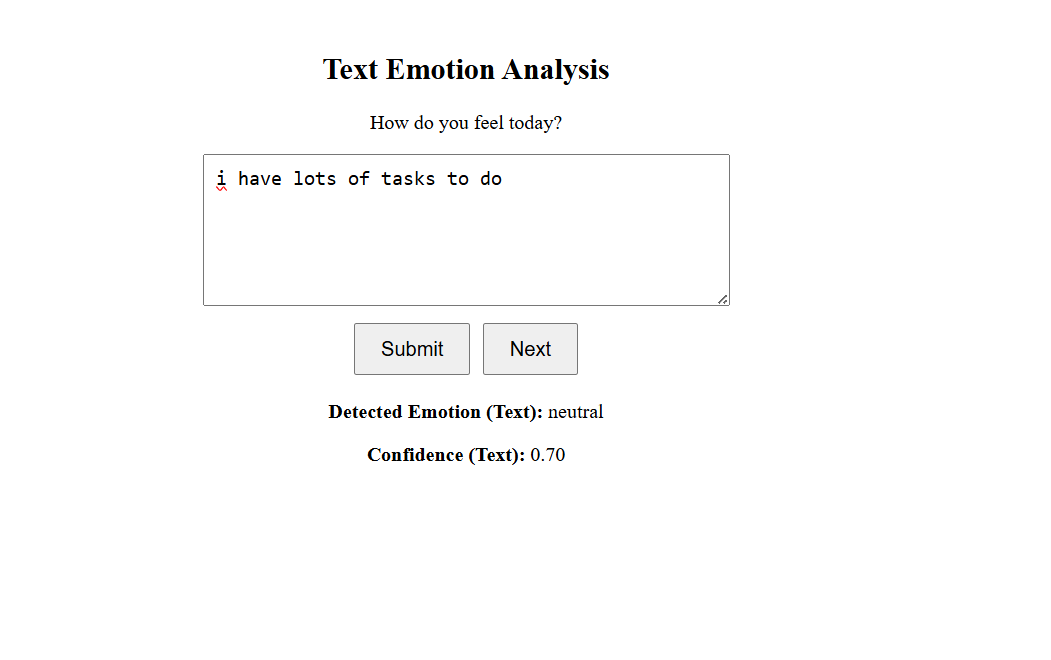 Text Emotion Analysis
How do you feel today?
i have lots of tasks to do
Submit Next
Detected Emotion (Text): neutral
Confidence (Text): 0.70